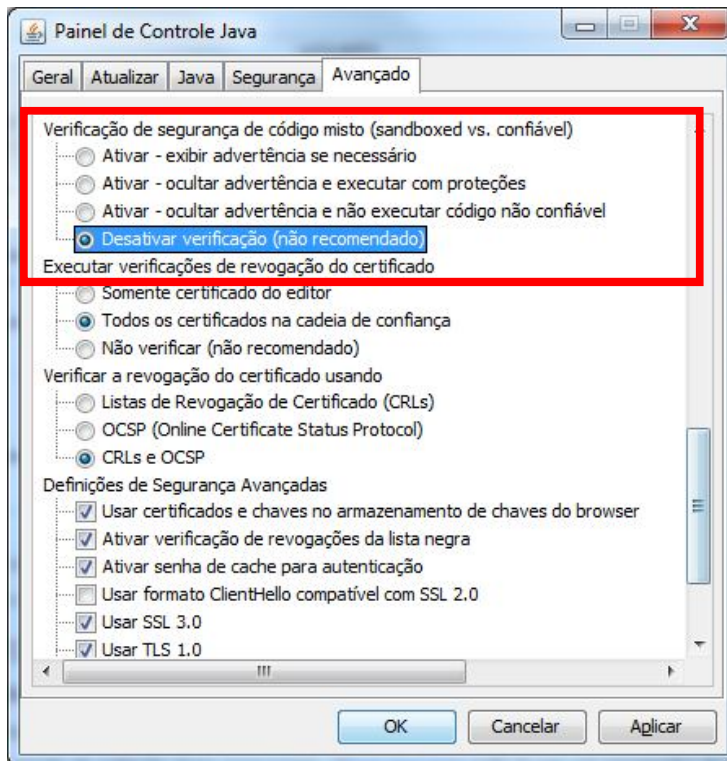 Painel de Controle Java
Geral Atualizar Java Segurança Avançado
Verificação de segurança de código misto (sandboxed vs. confiável)
Ativar - exibir advertência se necessário
Ativar - ocultar advertência e executar com proteções
Ativar - ocultar advertência e não executar código não confiável
Desativar verificação (não recomendado)
Executar verificações de revogação do certificado
Somente certificado do editor
Todos os certificados na cadeia de confiança
Não verificar (não recomendado)
Verificar a revogação do certificado usando
Listas de Revogação de Certificado (CRLs)
OCSP (Online Certificate Status Protocol)
CRLs e OCSP
Definições de Segurança Avançadas
Usar certificados e chaves no armazenamento de chaves do browser
Ativar verificação de revogações da lista negra
Ativar senha de cache para autenticação
Usar formato ClientHello compatível com SSL 2.0
Usar SSL 3.0
Usar TLS 1.0
OK Cancelar Aplicar